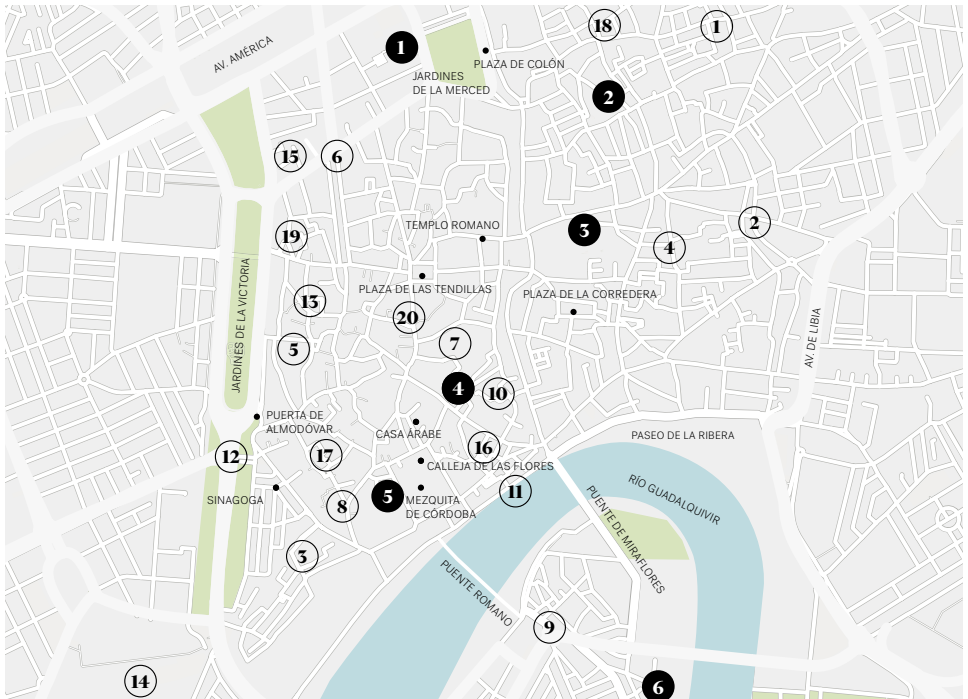 18
1
AV. AMÉRICA
1
PLAZA DE COLÓN
JARDINES
DE LA MERCED
2
15
6
3
2
TEMPLO ROMANO
19
4
PLAZA DE LAS TENDILLAS
PLAZA DE LA CORREDERA
JARDINES DE LA VICTORIA
13
20
AV. DE LIBIA
5
7
4
10
PUERTA DE
ALMODÓVAR
CASA ÁRABE
PASEO DE LA RIBERA
12
17
16
CALLEJA DE LAS FLORES
SINAGOGA
8
5
MEZQUITA
DE CÓRDOBA
11
RÍO GUADALQUIVIR
PUENTE DE MIRAFLORES
3
PUENTE ROMANO
9
14
6